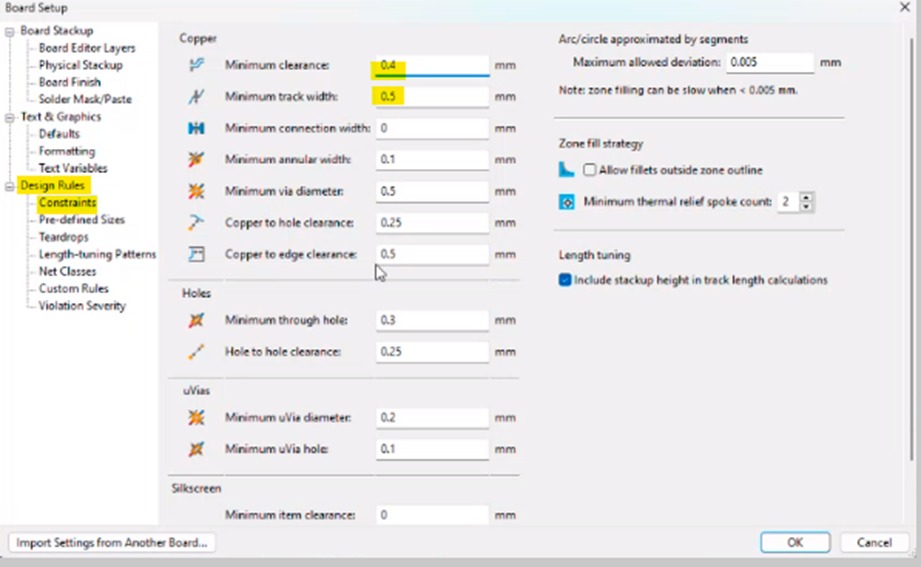 Board Setup
Board Stackup
Board Editor Layers
Physical Stackup
Board Finish
Solder Mask/Paste
Text & Graphics
Defaults
Formatting
Text Variables
Design Rules
Constraints
Pre-defined Sizes
Teardrops
Length-tuning Patterns
Net Classes
Custom Rules
Violation Severity
Copper
Minimum clearance: 0.4 mm
Minimum track width: 0.5 mm
Minimum connection width: 0 mm
Minimum annular width: 0.1 mm
Minimum via diameter: 0.5 mm
Copper to hole clearance: 0.25 mm
Copper to edge clearance: 0.5 mm
Holes
Minimum through hole: 0.3 mm
Hole to hole clearance: 0.25 mm
uVias
Minimum uVia diameter: 0.2 mm
Minimum uVia hole: 0.1 mm
Silkscreen
Minimum item clearance: 0 mm
Arc/circle approximated by segments
Maximum allowed deviation: 0.005 mm
Note: zone filling can be slow when < 0.005 mm.
Zone fill strategy
Allow fillets outside zone outline
Minimum thermal relief spoke count: 2
Length tuning
Include stackup height in track length calculations
Import Settings from Another Board...
OK
Cancel